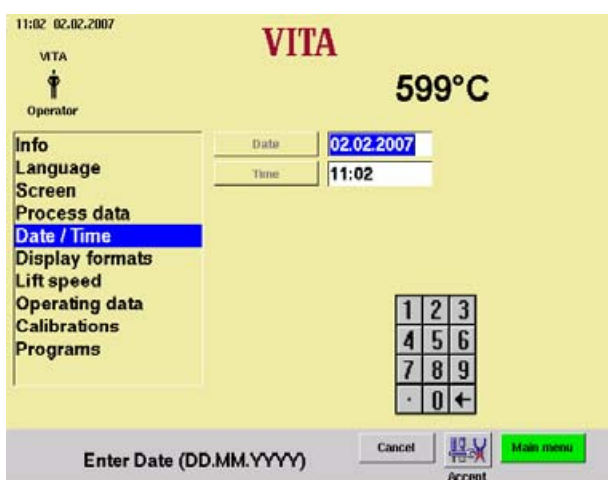 11:02 02.02.2007
VITA
VITA
Operator
599°C
Info
Language
Screen
Process data
Date / Time
Display formats
Lift speed
Operating data
Calibrations
Programs
Date 02.02.2007
Time 11:02
1 2 3
4 5 6
7 8 9
· 0 ←
Enter Date (DD.MM.YYYY)
Cancel
Accept
Main menu